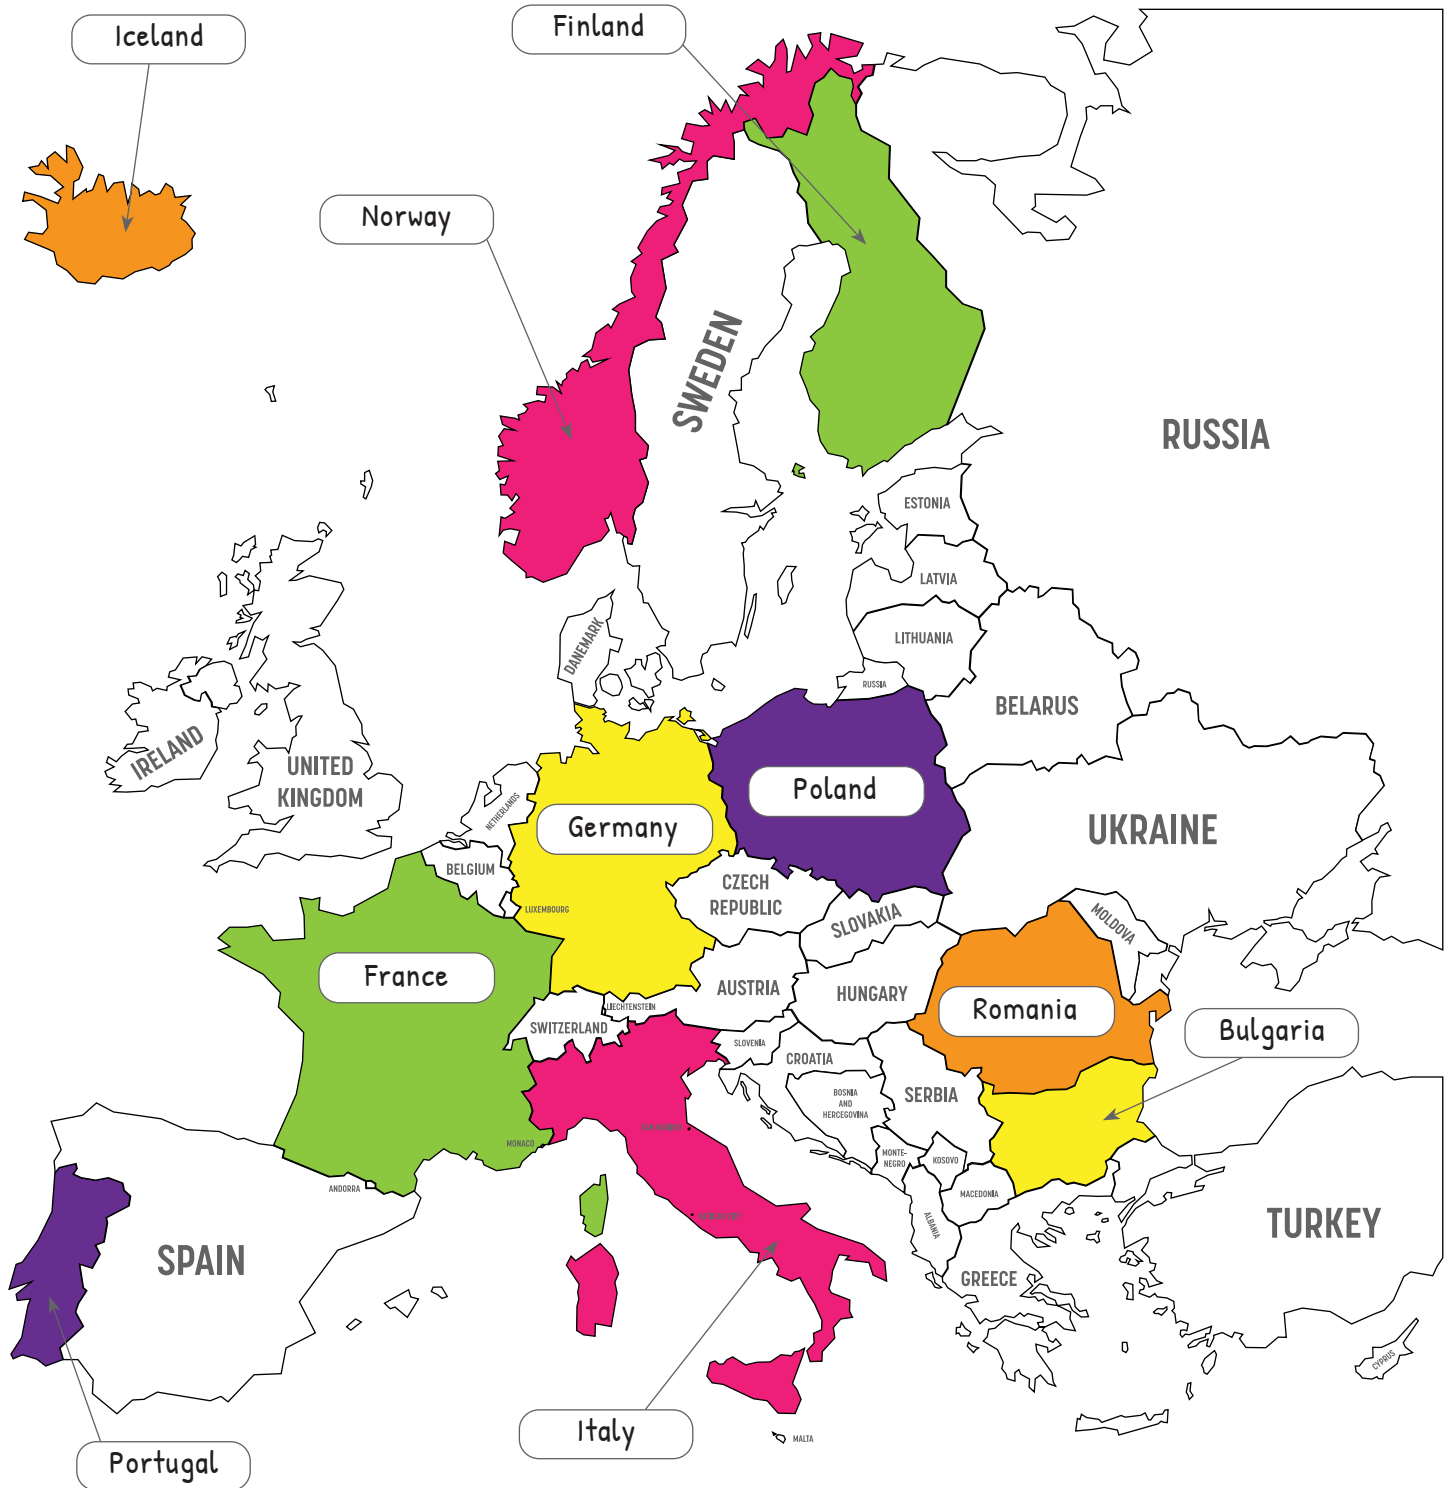 Iceland
Finland
Norway
SWEDEN
RUSSIA
ESTONIA
LATVIA
LITHUANIA
RUSSIA
DANEMARK
BELARUS
IRELAND
UNITED
KINGDOM
NETHERLANDS
Poland
Germany
UKRAINE
BELGIUM
LUXEMBOURG
CZECH
REPUBLIC
SLOVAKIA
MOLDOVA
France
AUSTRIA
HUNGARY
LIECHTENSTEIN
SWITZERLAND
Romania
Bulgaria
SLOVENIA
CROATIA
SERBIA
BOSNIA
AND
HERCEGOVINA
MONACO
MONTE-
NEGRO
KOSOVO
ANDORRA
MACEDONIA
ALBANIA
SPAIN
TURKEY
GREECE
CYPRUS
Italy
MALTA
Portugal